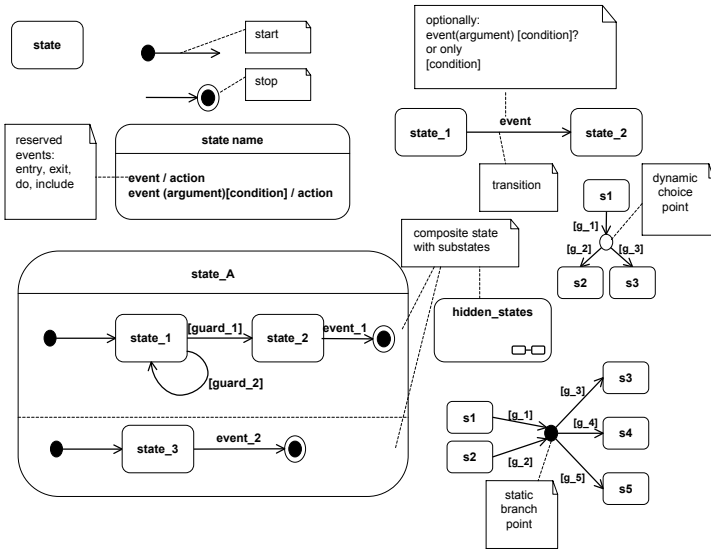 state
start
stop
optionally:
event(argument) [condition]?
or only
[condition]
state_1
event
state_2
transition
reserved
events:
entry, exit,
do, include
state name
event / action
event (argument)[condition] / action
dynamic
choice
point
s1
[g_1]
[g_2]
[g_3]
s2
s3
composite state
with substates
hidden_states
state_A
state_1
[guard_1]
state_2
event_1
[guard_2]
state_3
event_2
s1
[g_1]
s2
[g_2]
[g_3]
s3
[g_4]
s4
[g_5]
s5
static
branch
point